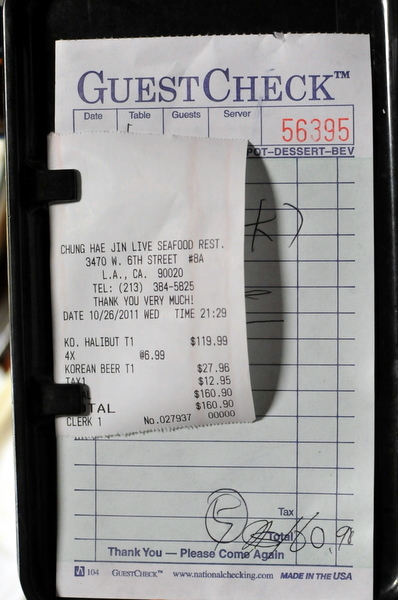 GUESTCHECK™
Date Table Guests Server
56395
POT–DESSERT–BEV
CHUNG HAE JIN LIVE SEAFOOD REST.
3470 W. 6TH STREET #8A
L.A., CA. 90020
TEL: (213) 384-5825
THANK YOU VERY MUCH!
DATE 10/26/2011 WED TIME 21:29
KO. HALIBUT T1 $119.99
4X @6.99
KOREAN BEER T1 $27.96
TAX1 $12.95
$160.90
TOTAL $160.90
CLERK 1 No.027937 00000
Tax
5 Total 160.90
Thank You — Please Come Again
104 GUESTCHECK™ www.nationalchecking.com MADE IN THE USA